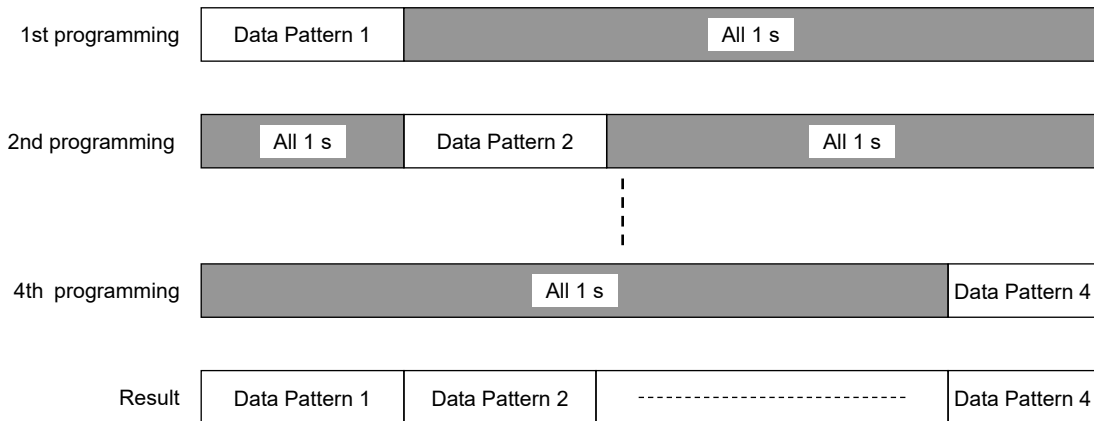 1st programming Data Pattern 1 All 1 s
2nd programming All 1 s Data Pattern 2 All 1 s
4th programming All 1 s Data Pattern 4
Result Data Pattern 1 Data Pattern 2 Data Pattern 4